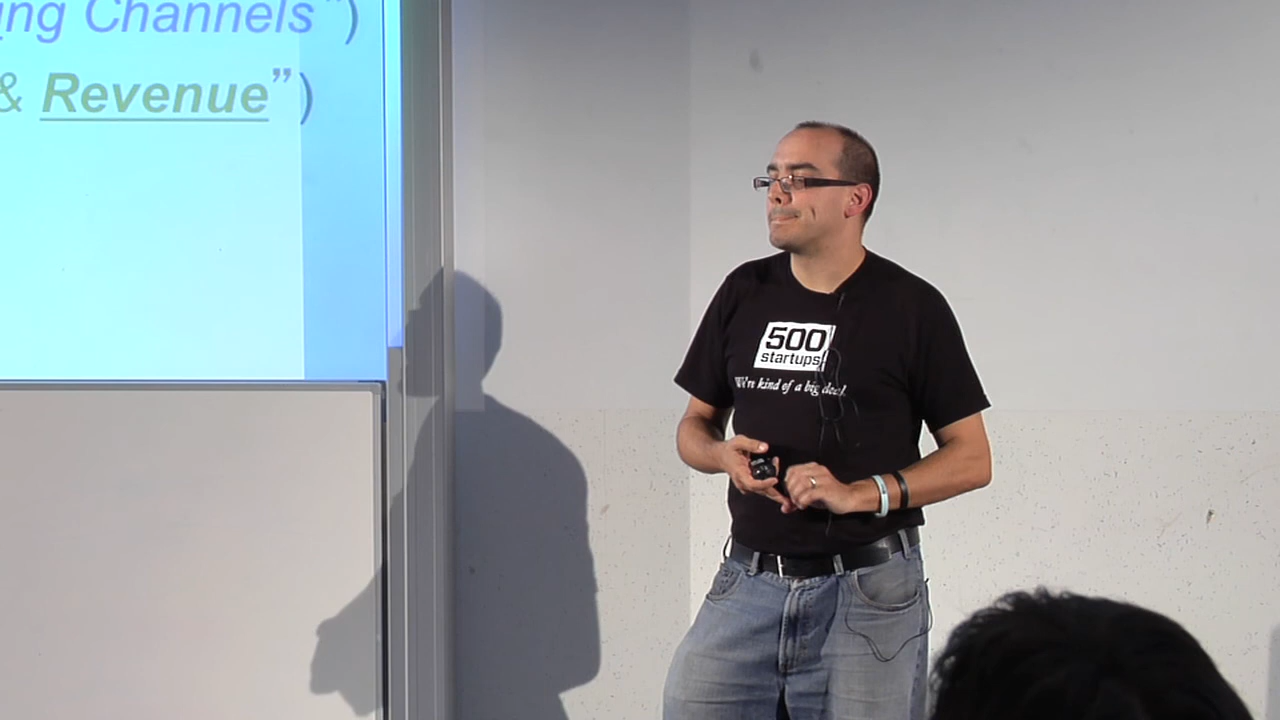 ing Channels")
& Revenue")
500
startups
We're kind of a big deal.